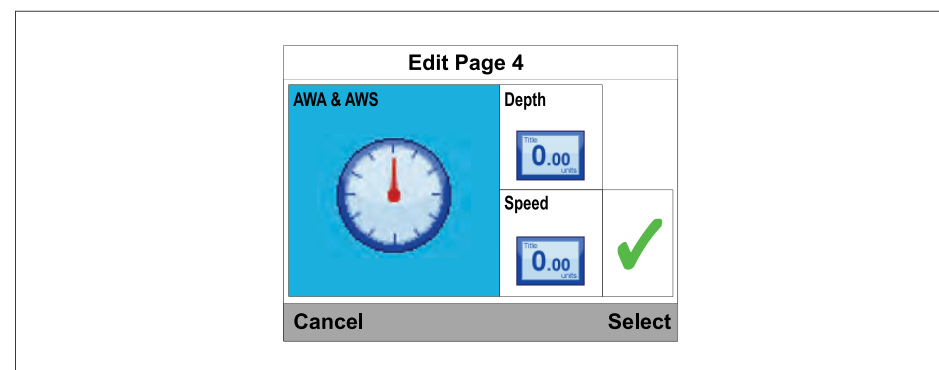 Edit Page 4
AWA & AWS
Depth
Title
0.00
units
Speed
Title
0.00
units
Cancel
Select